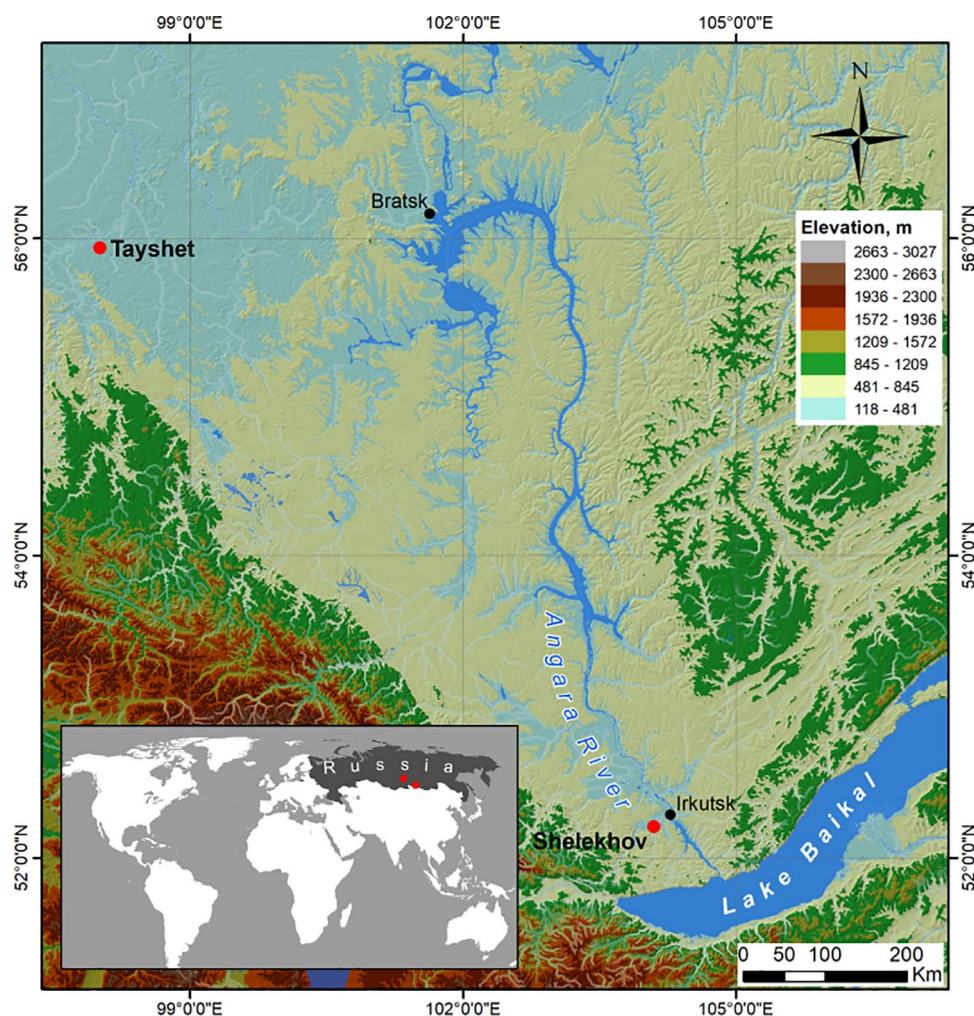 99°0'0"E 102°0'0"E 105°0'0"E
N
Bratsk
56°0'0"N
56°0'0"N
Tayshet
Elevation, m
2663 - 3027
2300 - 2663
1936 - 2300
1572 - 1936
1209 - 1572
845 - 1209
481 - 845
118 - 481
54°0'0"N
54°0'0"N
Angara River
Russia
Irkutsk
Shelekhov
Lake Baikal
52°0'0"N
52°0'0"N
0 50 100 200
Km
99°0'0"E 102°0'0"E 105°0'0"E